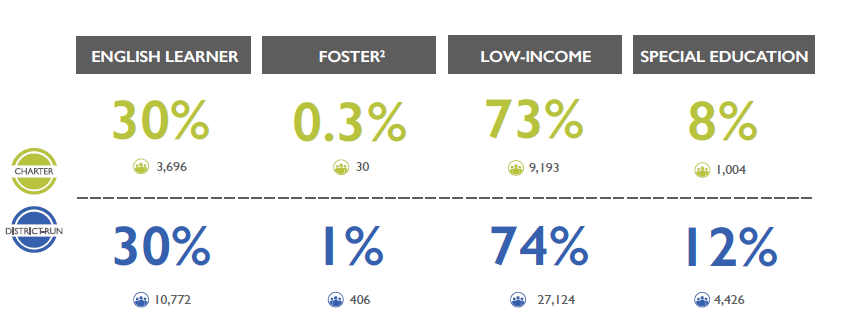 ENGLISH LEARNER FOSTER² LOW-INCOME SPECIAL EDUCATION
30% 0.3% 73% 8%
CHARTER 3,696 30 9,193 1,004
DISTRICT-RUN 30% 1% 74% 12%
10,772 406 27,124 4,426